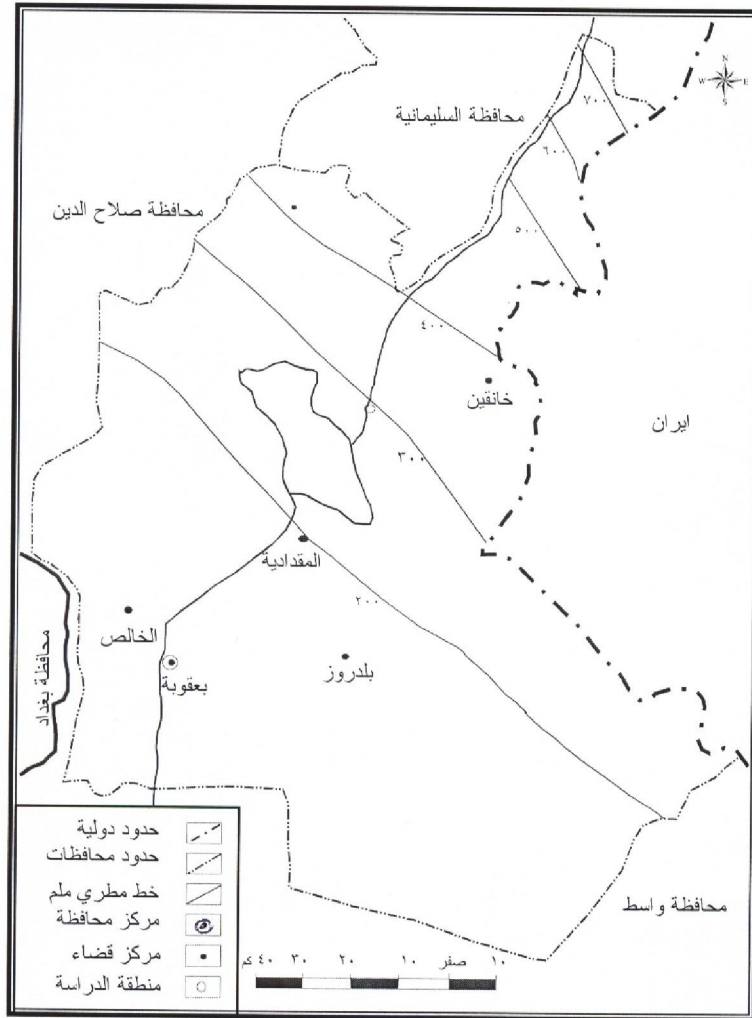 N
W E
S
محافظة السليمانية
محافظة صلاح الدين
٧٠٠
٦٠٠
٥٠٠
٤٠٠
خانقين
ايران
٣٠٠
المقدادية
٢٠٠
الخالص
بعقوبة
بلدروز
محافظة بغداد
محافظة واسط
حدود دولية
حدود محافظات
خط مطري ملم
مركز محافظة
مركز قضاء
منطقة الدراسة
١٠ صفر ١٠ ٢٠ ٣٠ ٤٠ كم